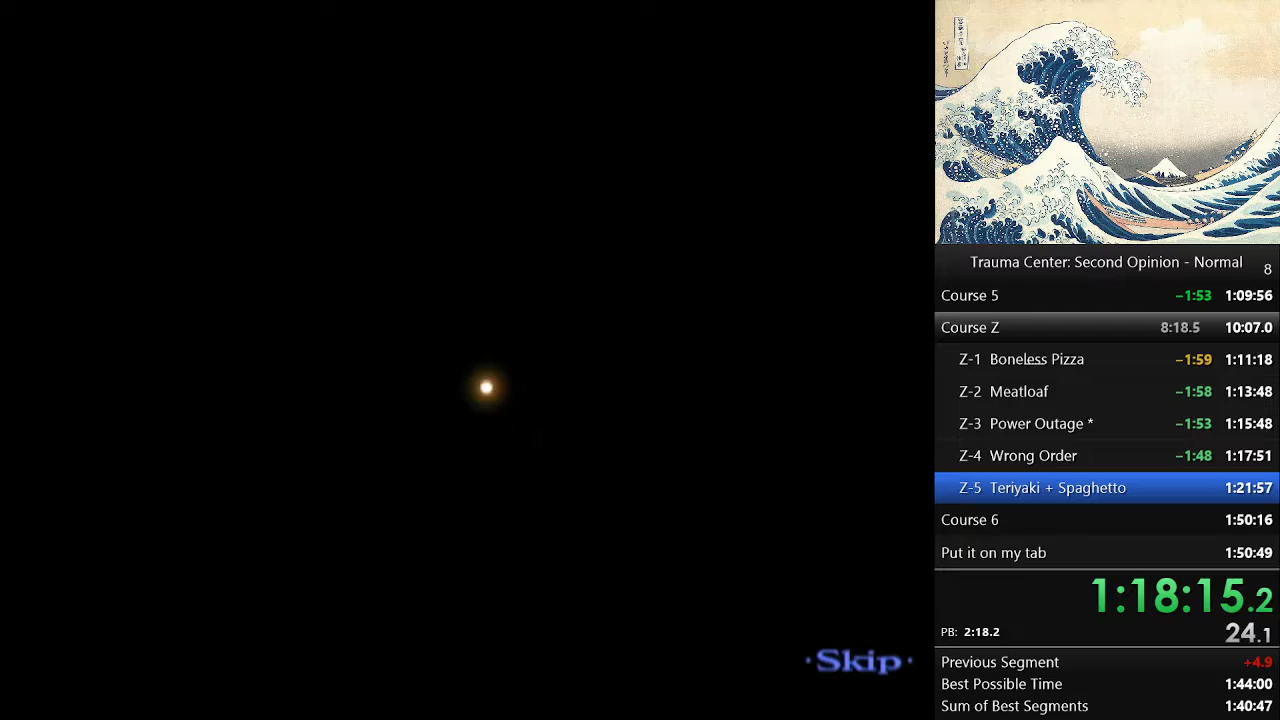 Skip
Trauma Center: Second Opinion - Normal
8
Course 5 −1:53 1:09:56
Course Z 8:18.5 10:07.0
Z-1 Boneless Pizza −1:59 1:11:18
Z-2 Meatloaf −1:58 1:13:48
Z-3 Power Outage * −1:53 1:15:48
Z-4 Wrong Order −1:48 1:17:51
Z-5 Teriyaki + Spaghetto 1:21:57
Course 6 1:50:16
Put it on my tab 1:50:49
1:18:15.2
PB: 2:18.2 24.1
Previous Segment +4.9
Best Possible Time 1:44:00
Sum of Best Segments 1:40:47